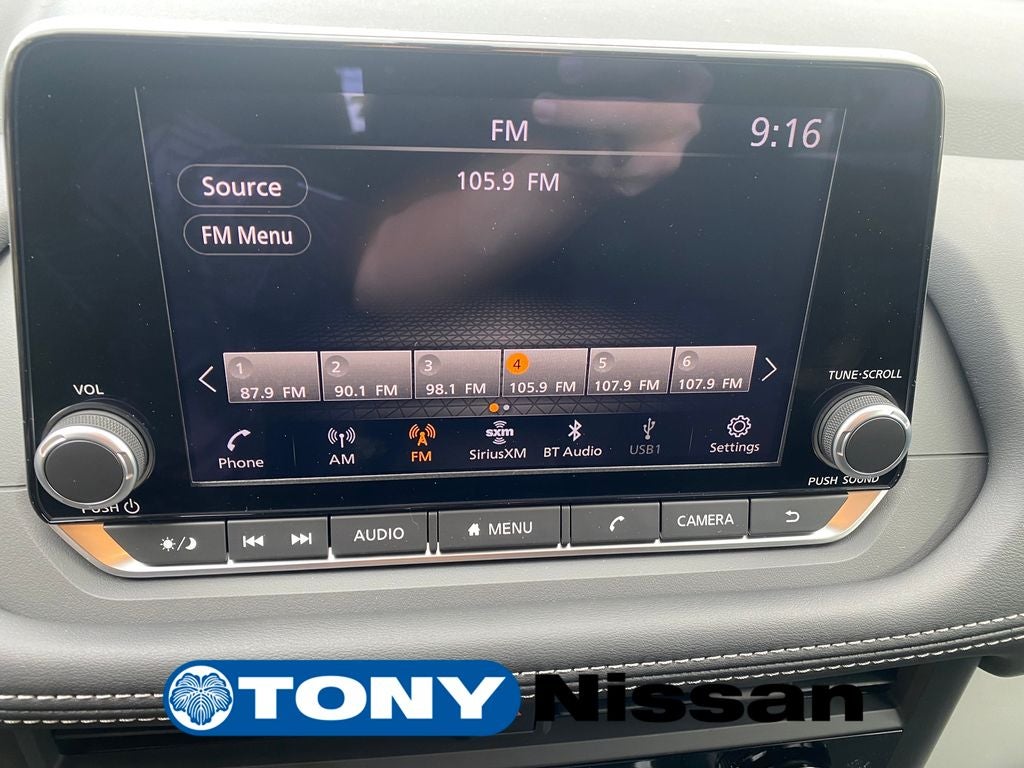 FM
9:16
Source
105.9 FM
FM Menu
1
2
3
4
5
6
87.9 FM
90.1 FM
98.1 FM
105.9 FM
107.9 FM
107.9 FM
VOL
TUNE·SCROLL
Phone
AM
FM
sxm
SiriusXM
BT Audio
USB1
Settings
PUSH
PUSH SOUND
AUDIO
MENU
CAMERA
TONY Nissan